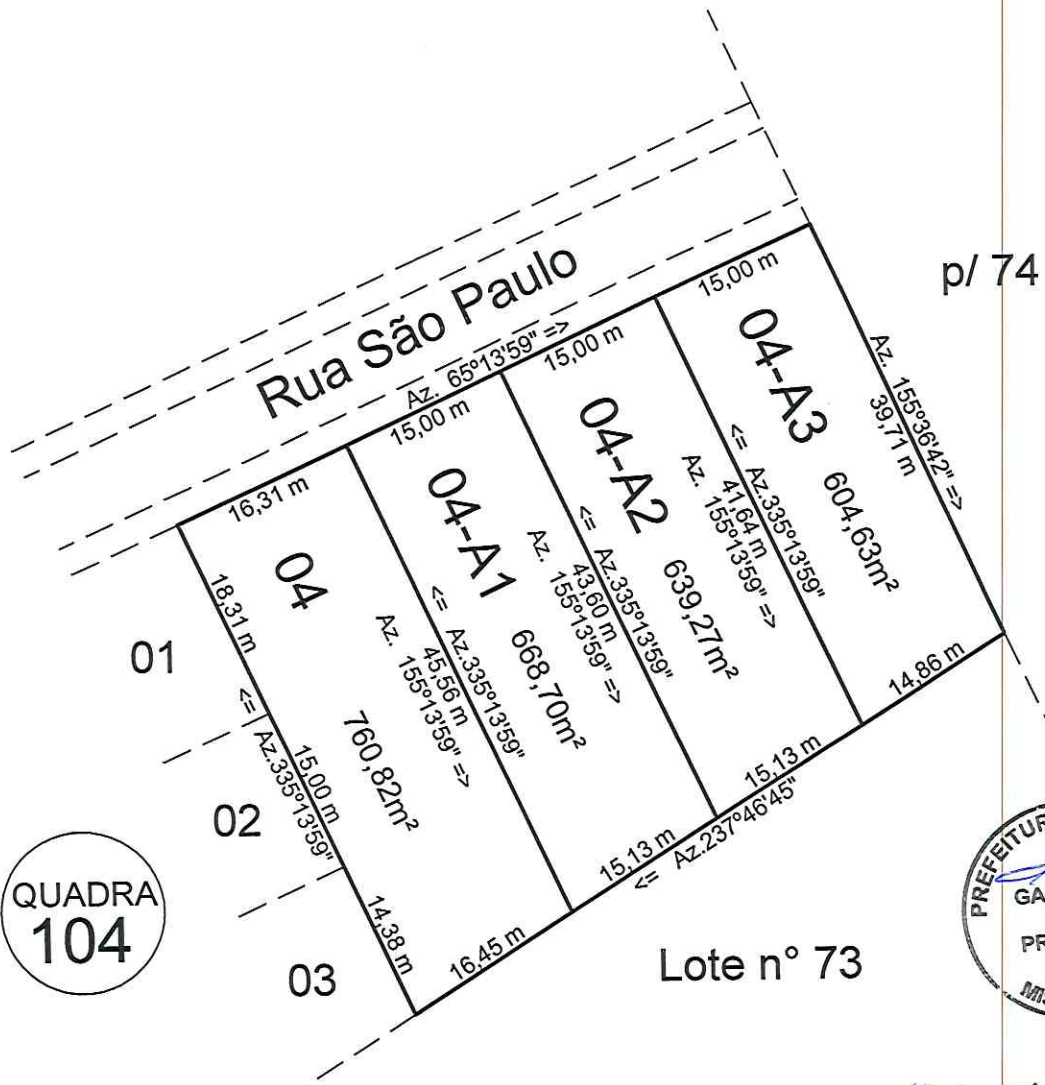 Rua São Paulo
p/ 74
Az. 65°13'59" =>
16,31 m
15,00 m
15,00 m
15,00 m
04
760,82m²
04-A1
668,70m²
04-A2
639,27m²
04-A3
604,63m²
Az. 155°36'42" =>
39,71 m
<= Az.335°13'59"
41,64 m
Az. 155°13'59" =>
<= Az.335°13'59"
43,60 m
Az. 155°13'59" =>
<= Az.335°13'59"
45,56 m
Az. 155°13'59" =>
18,31 m
<= Az.335°13'59"
15,00 m
14,38 m
01
02
03
16,45 m
15,13 m
15,13 m
14,86 m
<= Az.237°46'45"
QUADRA
104
Lote n° 73
PREFEITUR
GA
PR